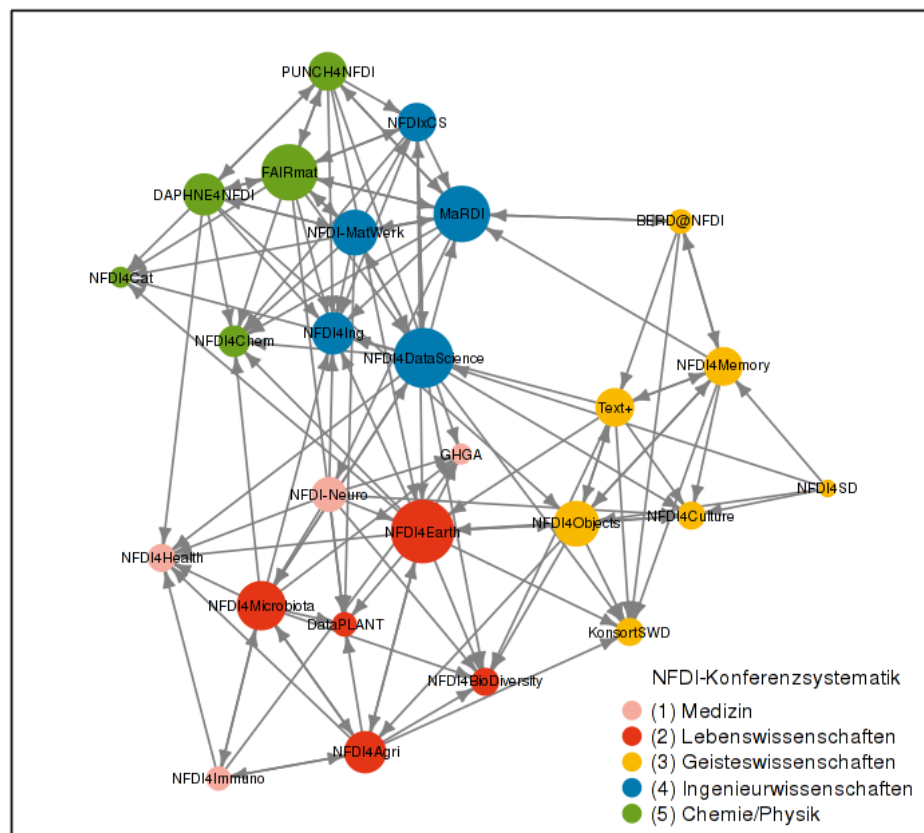 PUNCH4NFDI
NFDIxCS
FAIRmat
DAPHNE4NFDI
MaRDI
BERD@NFDI
NFDI-MatWerk
NFDI4Cat
NFDI4Chem
NFDI4Ing
NFDI4DataScience
NFDI4Memory
Text+
GHGA
NFDI-Neuro
NFDI4SD
NFDI4Earth
NFDI4Objects
NFDI4Culture
NFDI4Health
NFDI4Microbiota
DataPLANT
KonsortSWD
NFDI4BioDiversity
NFDI4Agri
NFDI4Immuno
NFDI-Konferenzsystematik
(1) Medizin
(2) Lebenswissenschaften
(3) Geisteswissenschaften
(4) Ingenieurwissenschaften
(5) Chemie/Physik